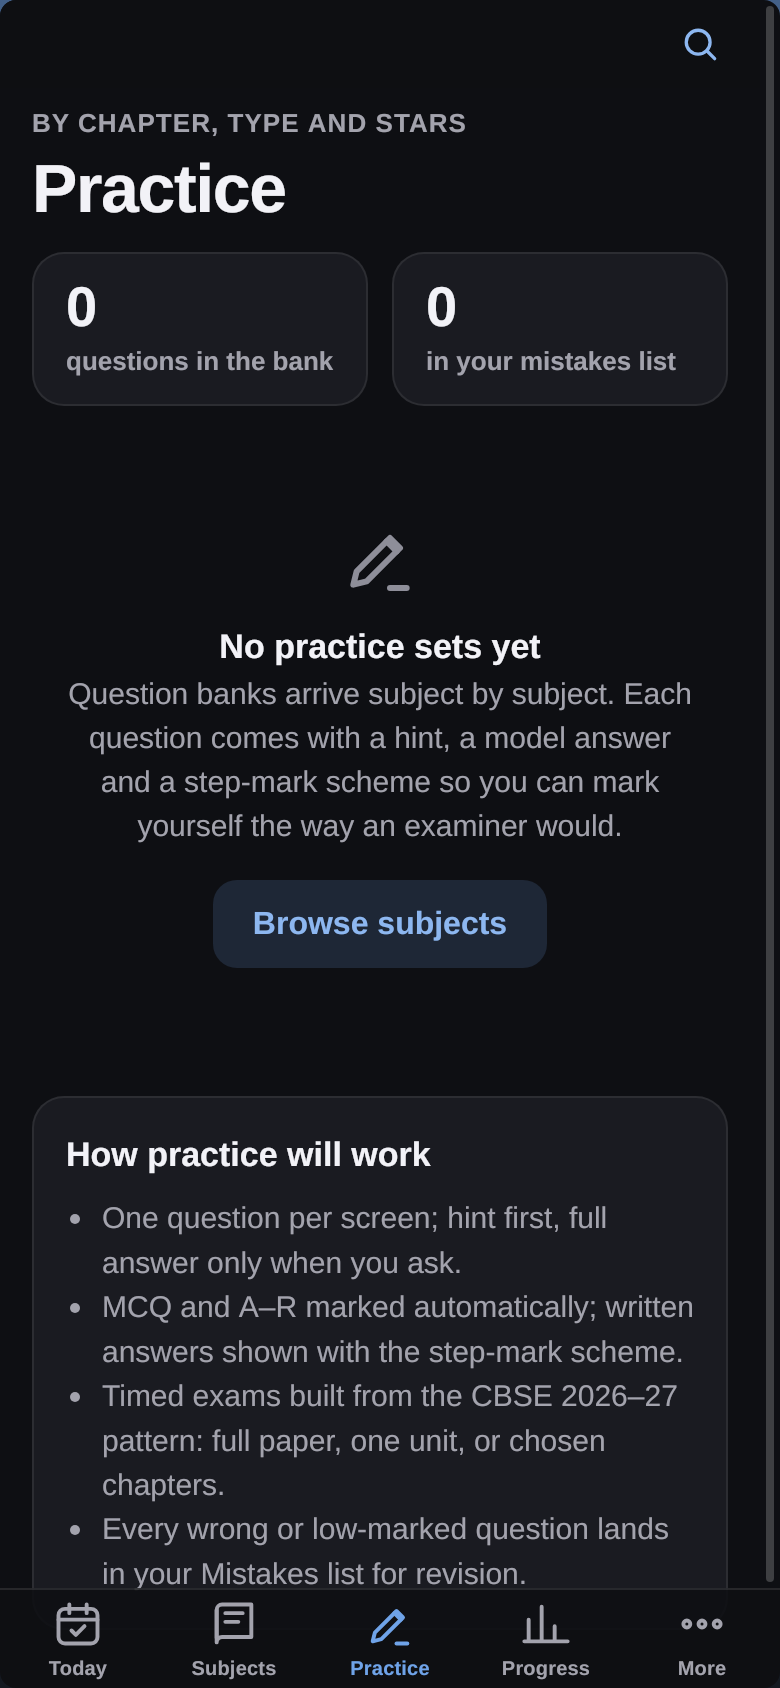 BY CHAPTER, TYPE AND STARS
Practice
0
questions in the bank
0
in your mistakes list
No practice sets yet
Question banks arrive subject by subject. Each
question comes with a hint, a model answer
and a step-mark scheme so you can mark
yourself the way an examiner would.
Browse subjects
How practice will work
• One question per screen; hint first, full
answer only when you ask.
• MCQ and A–R marked automatically; written
answers shown with the step-mark scheme.
• Timed exams built from the CBSE 2026–27
pattern: full paper, one unit, or chosen
chapters.
• Every wrong or low-marked question lands
in your Mistakes list for revision.
Today
Subjects
Practice
Progress
More